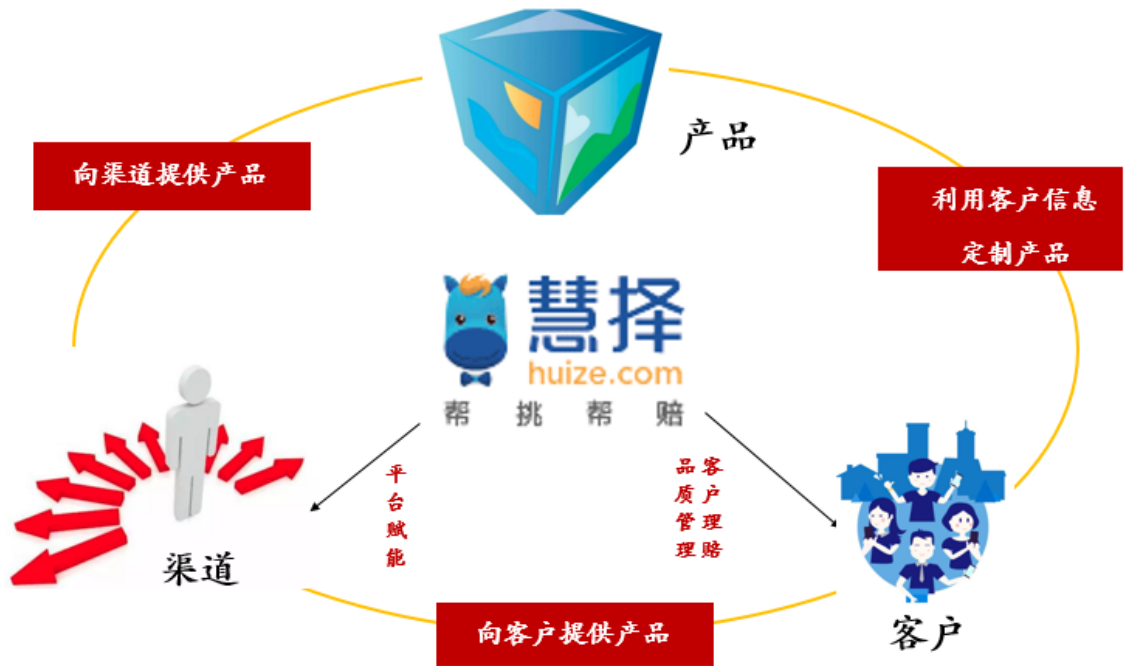 产品
向渠道提供产品
利用客户信息
定制产品
慧择
huize.com
帮挑帮赔
平台赋能
客户理赔
品质管理
渠道
向客户提供产品
客户